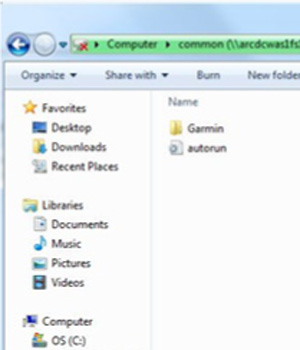 Computer common (\\arcdcwas1fs
Organize Share with Burn New folder
Name
Favorites
Desktop
Downloads
Recent Places
Garmin
autorun
Libraries
Documents
Music
Pictures
Videos
Computer
OS (C:)